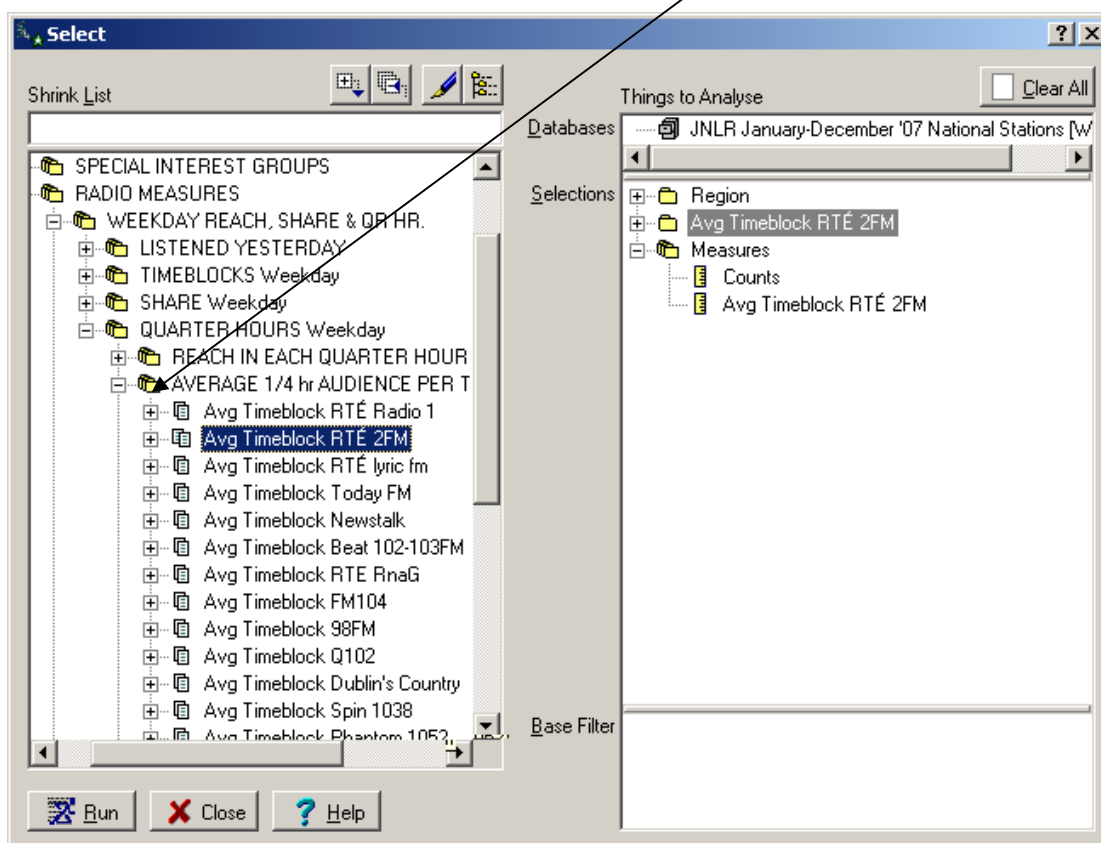 Select
Shrink List
SPECIAL INTEREST GROUPS
RADIO MEASURES
WEEKDAY REACH, SHARE & QR HR.
LISTENED YESTERDAY
TIMEBLOCKS Weekday
SHARE Weekday
QUARTER HOURS Weekday
REACH IN EACH QUARTER HOUR
AVERAGE 1/4 hr AUDIENCE PER T
Avg Timeblock RTÉ Radio 1
Avg Timeblock RTÉ 2FM
Avg Timeblock RTÉ lyric fm
Avg Timeblock Today FM
Avg Timeblock Newstalk
Avg Timeblock Beat 102-103FM
Avg Timeblock RTE RnaG
Avg Timeblock FM104
Avg Timeblock 98FM
Avg Timeblock Q102
Avg Timeblock Dublin's Country
Avg Timeblock Spin 1038
Avg Timeblock Phantom 1052
Run
Close
Help
Things to Analyse
Clear All
Databases
JNLR January-December '07 National Stations [W
Selections
Region
Avg Timeblock RTÉ 2FM
Measures
Counts
Avg Timeblock RTÉ 2FM
Base Filter